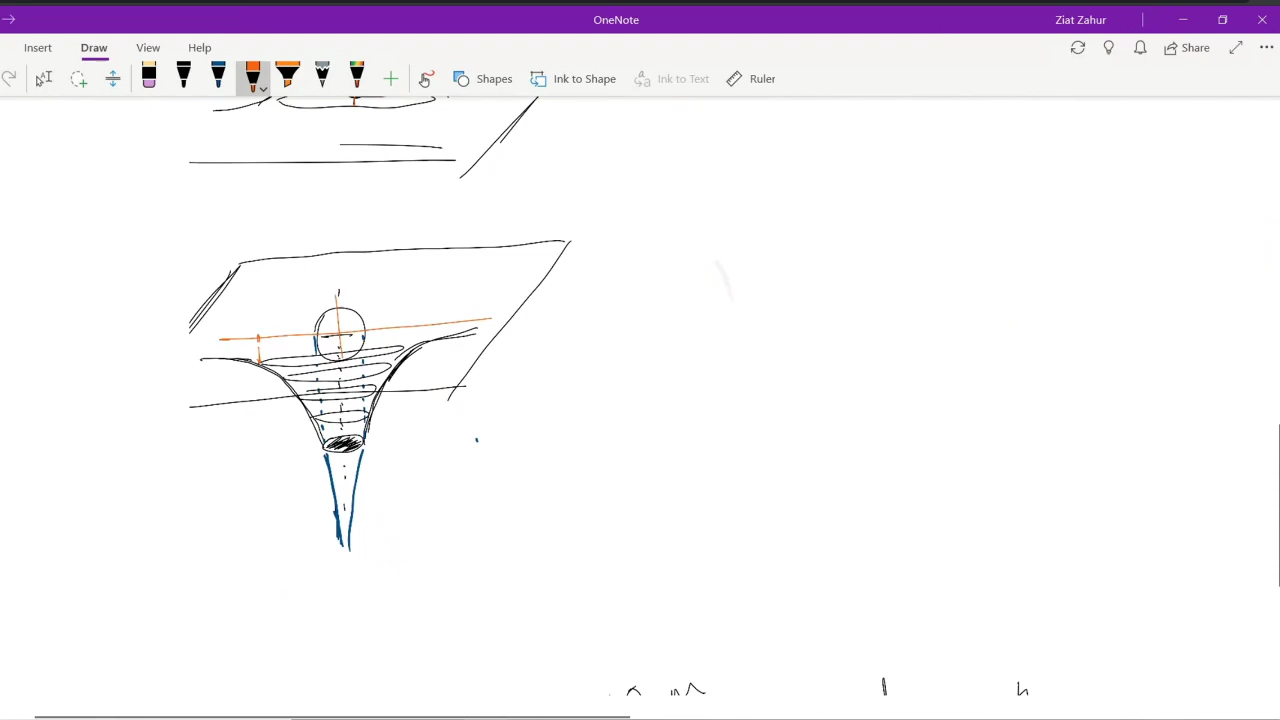 OneNote
Ziat Zahur
Insert Draw View Help
Share
Shapes Ink to Shape Ink to Text Ruler